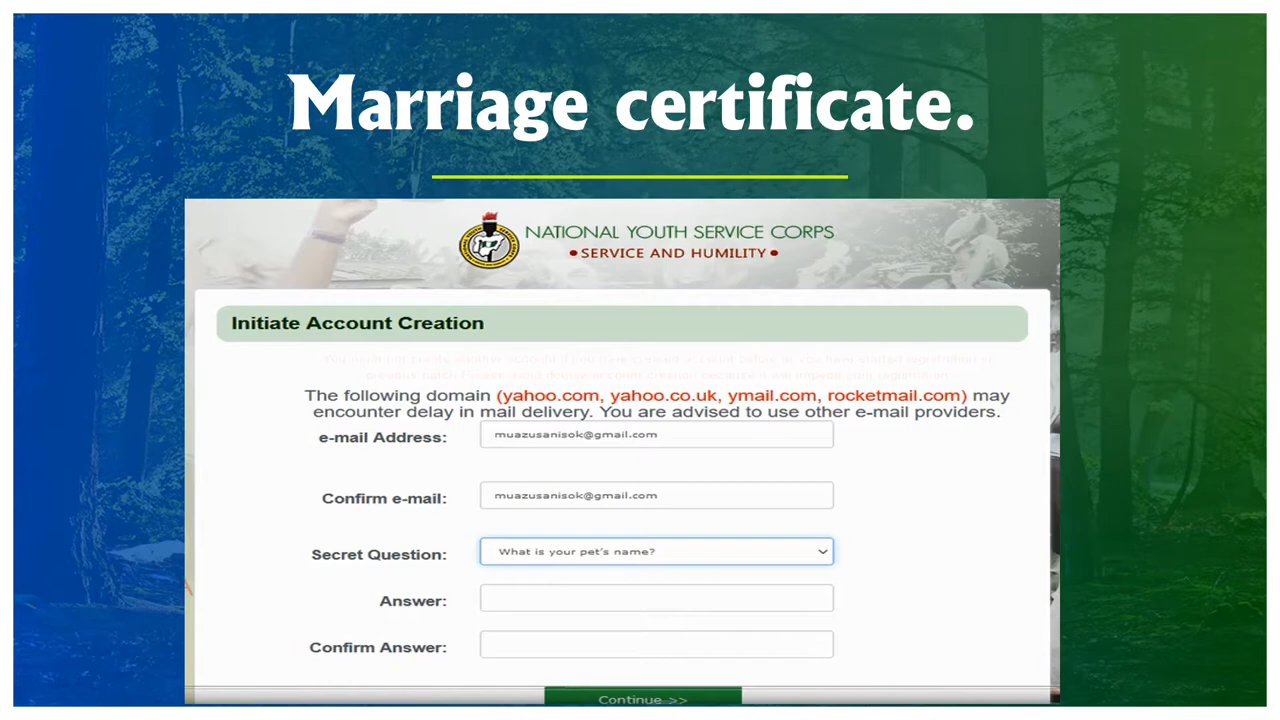 Marriage certificate.
NATIONAL YOUTH SERVICE CORPS
•SERVICE AND HUMILITY•
Initiate Account Creation
The following domain (yahoo.com, yahoo.co.uk, ymail.com, rocketmail.com) may
encounter delay in mail delivery. You are advised to use other e-mail providers.
e-mail Address: muazusanisok@gmail.com
Confirm e-mail: muazusanisok@gmail.com
Secret Question: What is your pet's name?
Answer:
Confirm Answer:
Continue >>